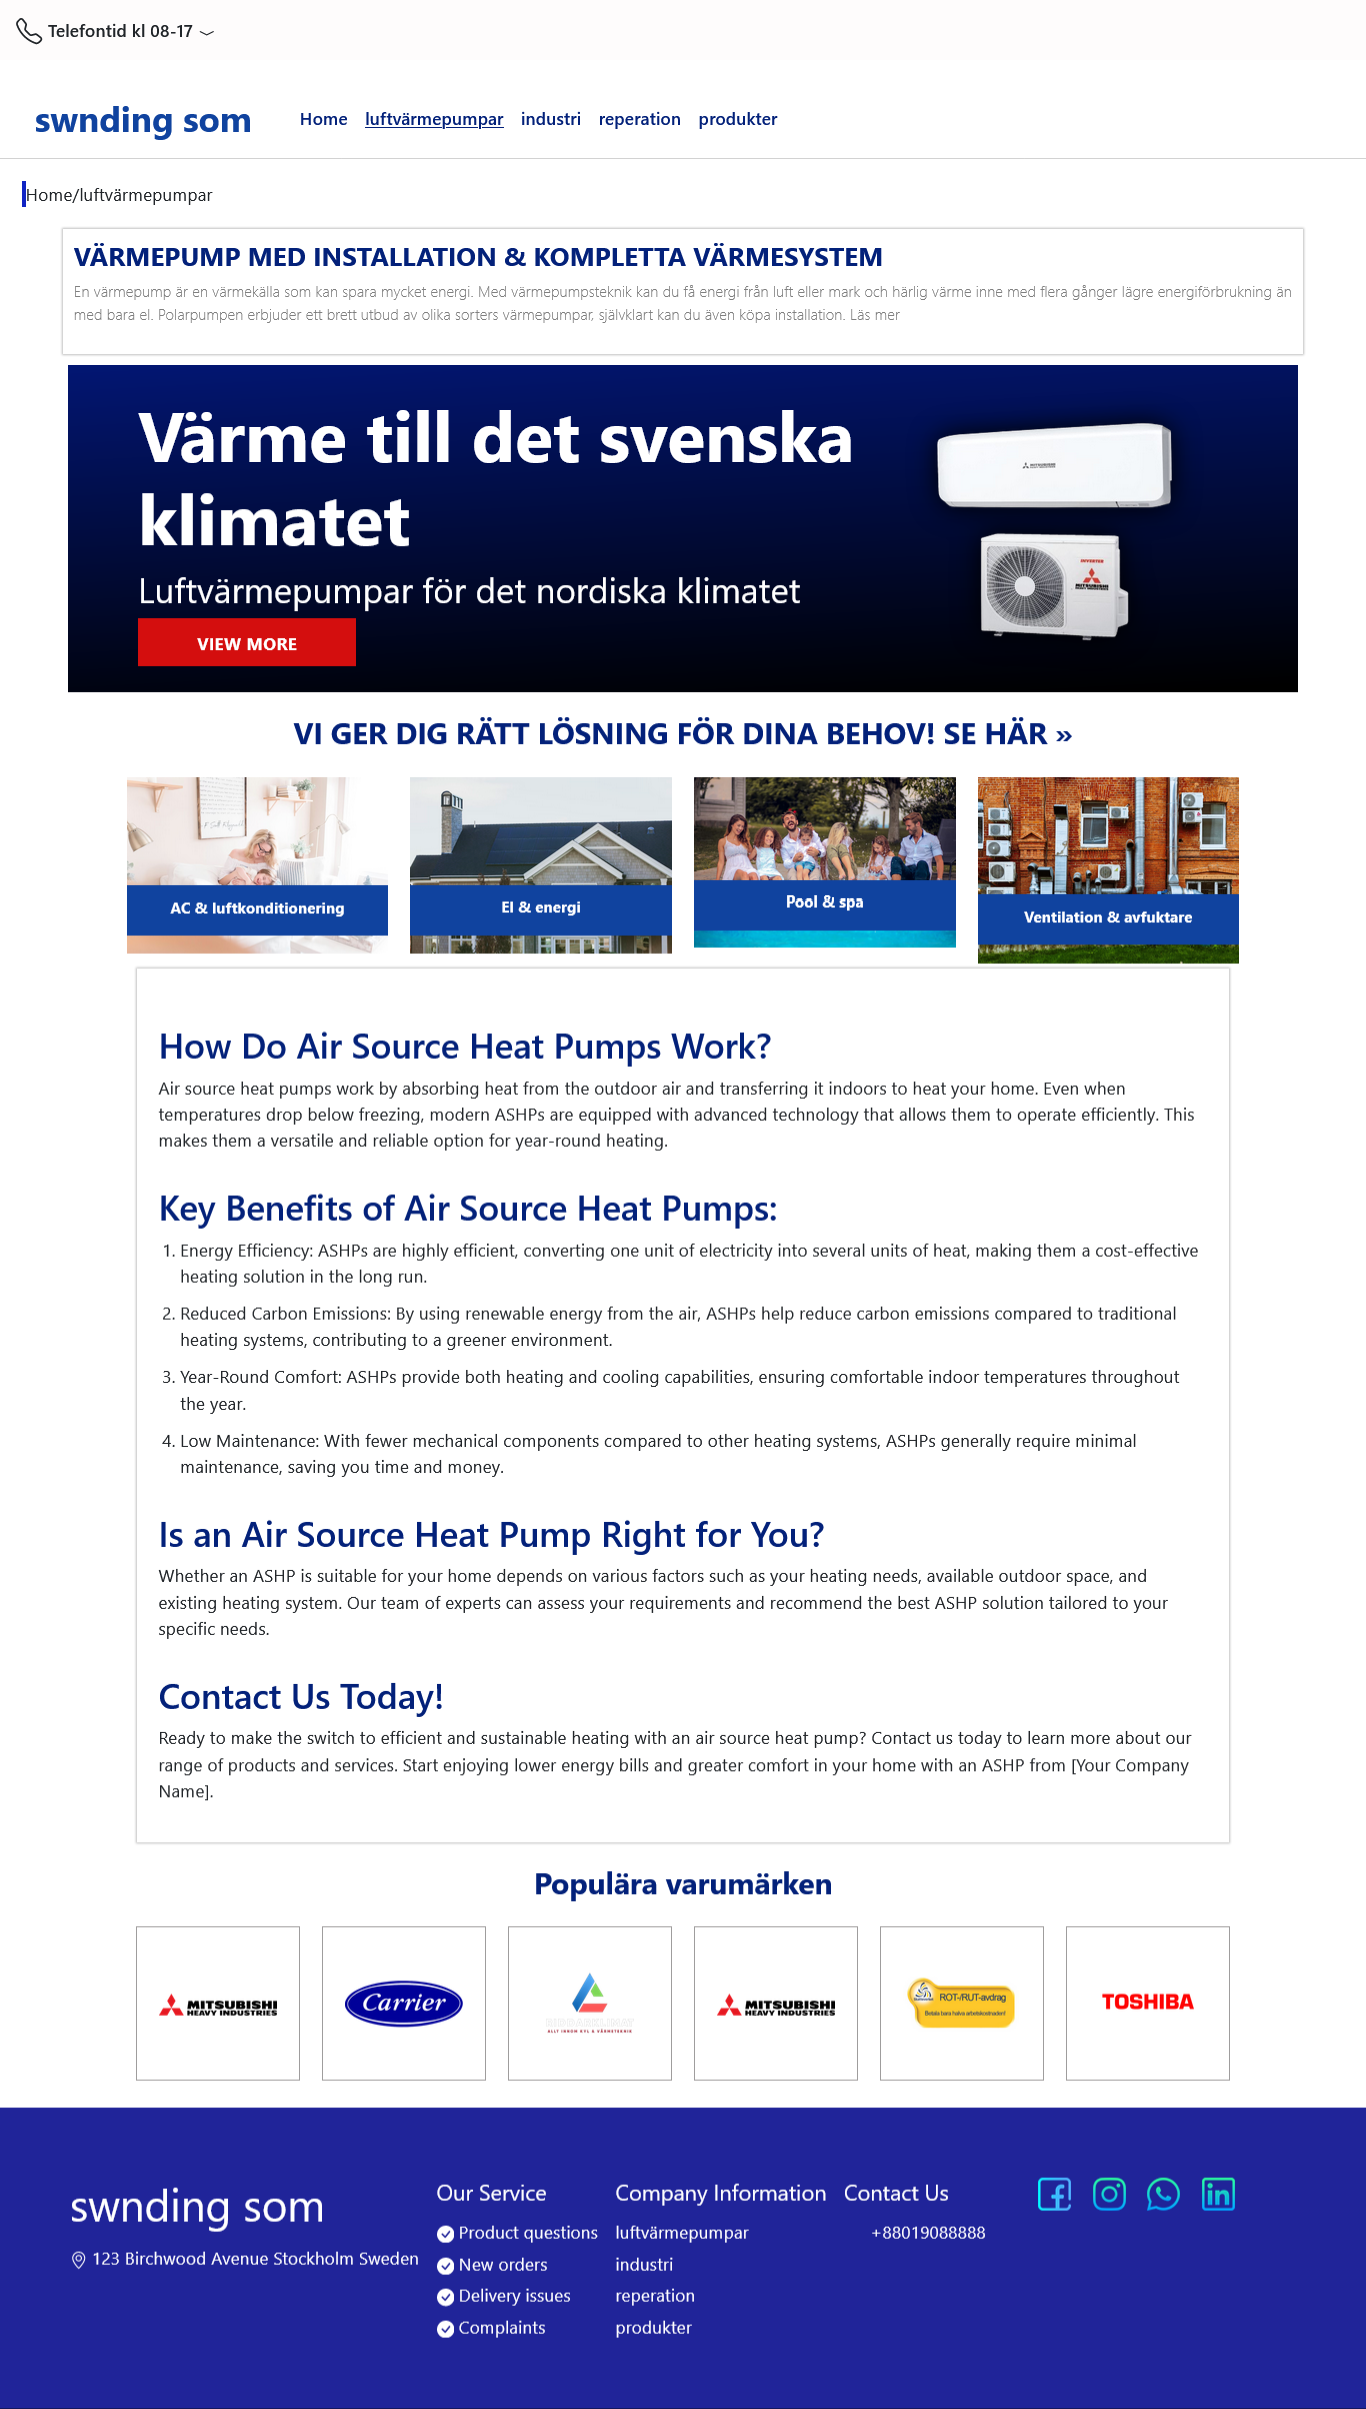 Telefontid kl 08-17
swnding som
Home luftvärmepumpar industri reperation produkter
Home/luftvärmepumpar
VÄRMEPUMP MED INSTALLATION & KOMPLETTA VÄRMESYSTEM
En värmepump är en värmekälla som kan spara mycket energi. Med värmepumpsteknik kan du få energi från luft eller mark och härlig värme inne med flera gånger lägre energiförbrukning än
med bara el. Polarpumpen erbjuder ett brett utbud av olika sorters värmepumpar, självklart kan du även köpa installation. Läs mer
Värme till det svenska
klimatet
Luftvärmepumpar för det nordiska klimatet
VIEW MORE
MITSUBISHI
INVERTER
MITSUBISHI
HEAVY INDUSTRIES
VI GER DIG RÄTT LÖSNING FÖR DINA BEHOV! SE HÄR »
AC & luftkonditionering
El & energi
Pool & spa
Ventilation & avfuktare
How Do Air Source Heat Pumps Work?
Air source heat pumps work by absorbing heat from the outdoor air and transferring it indoors to heat your home. Even when
temperatures drop below freezing, modern ASHPs are equipped with advanced technology that allows them to operate efficiently. This
makes them a versatile and reliable option for year-round heating.
Key Benefits of Air Source Heat Pumps:
1. Energy Efficiency: ASHPs are highly efficient, converting one unit of electricity into several units of heat, making them a cost-effective
heating solution in the long run.
2. Reduced Carbon Emissions: By using renewable energy from the air, ASHPs help reduce carbon emissions compared to traditional
heating systems, contributing to a greener environment.
3. Year-Round Comfort: ASHPs provide both heating and cooling capabilities, ensuring comfortable indoor temperatures throughout
the year.
4. Low Maintenance: With fewer mechanical components compared to other heating systems, ASHPs generally require minimal
maintenance, saving you time and money.
Is an Air Source Heat Pump Right for You?
Whether an ASHP is suitable for your home depends on various factors such as your heating needs, available outdoor space, and
existing heating system. Our team of experts can assess your requirements and recommend the best ASHP solution tailored to your
specific needs.
Contact Us Today!
Ready to make the switch to efficient and sustainable heating with an air source heat pump? Contact us today to learn more about our
range of products and services. Start enjoying lower energy bills and greater comfort in your home with an ASHP from [Your Company
Name].
Populära varumärken
MITSUBISHI
HEAVY INDUSTRIES
Carrier
ALLT INNOM KYL & VÄRMETEKNIK
MITSUBISHI
HEAVY INDUSTRIES
ROT-/RUT-avdrag
Betala bara halva arbetskostnaden!
TOSHIBA
swnding som
123 Birchwood Avenue Stockholm Sweden
Our Service
Product questions
New orders
Delivery issues
Complaints
Company Information
luftvärmepumpar
industri
reperation
produkter
Contact Us
+88019088888